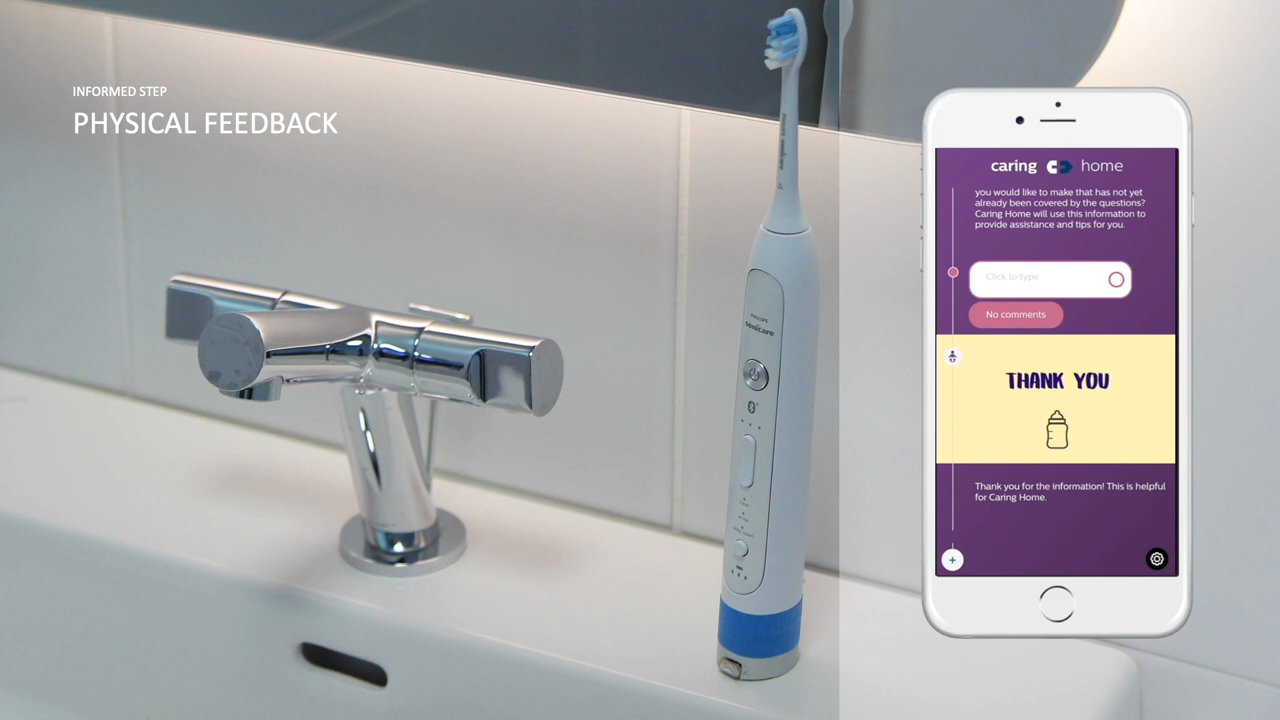 INFORMED STEP
PHYSICAL FEEDBACK
PHILIPS
sonicare
caring home
you would like to make that has not yet
already been covered by the questions?
Caring Home will use this information to
provide assistance and tips for you.
Click to type
No comments
THANK YOU
Thank you for the information! This is helpful
for Caring Home.